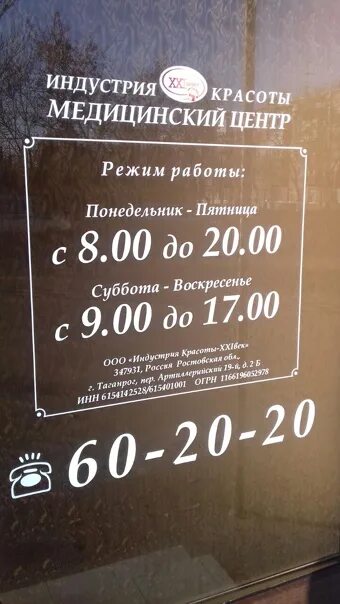 ИНДУСТРИЯ XXI КРАСОТЫ
МЕДИЦИНСКИЙ ЦЕНТР
Режим работы:
Понедельник - Пятница
с 8.00 до 20.00
Суббота - Воскресенье
с 9.00 до 17.00
ООО «Индустрия Красоты-XXIвек»
347931, Россия Ростовская обл.,
г. Таганрог, пер. Артиллерийский 19-6, д. 2 Б
ИНН 6154142528/615401001 ОГРН 1166196052978
60-20-20